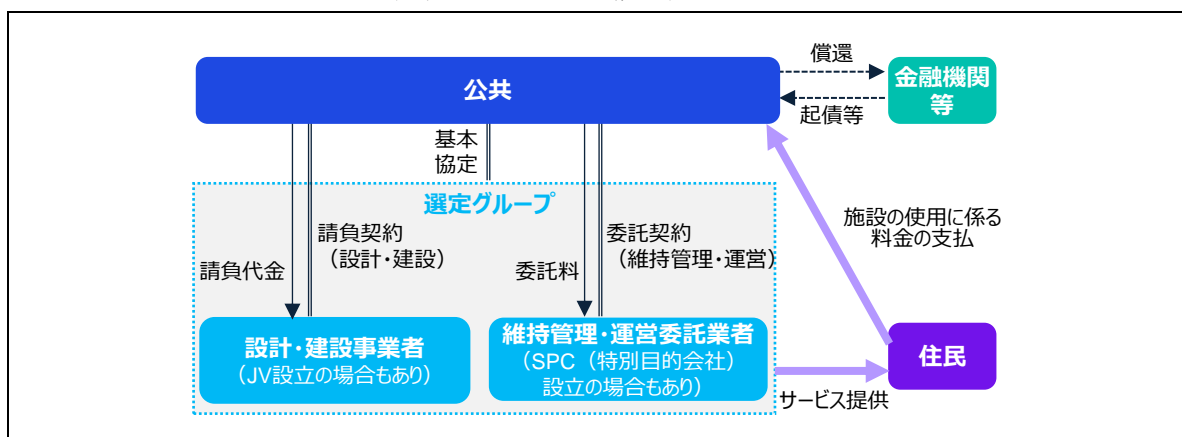 償還
公共
金融機関
等
起債等
基本
協定
選定グループ
請負契約
（設計・建設）
委託契約
（維持管理・運営）
施設の使用に係る
料金の支払
請負代金
委託料
設計・建設事業者
（JV設立の場合もあり）
維持管理・運営委託業者
（SPC（特別目的会社）
設立の場合もあり）
住民
サービス提供